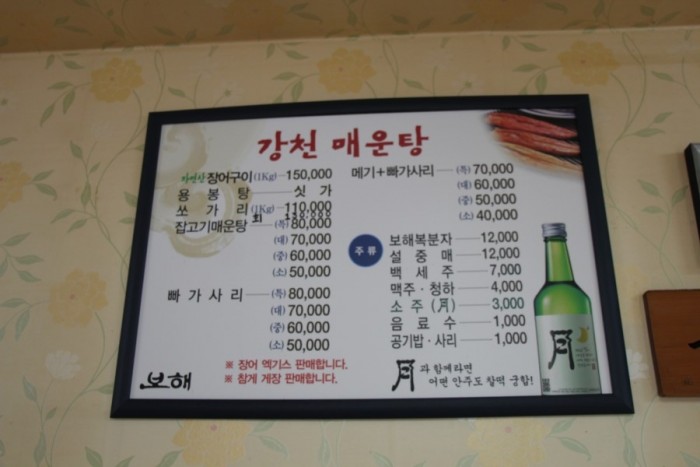 강천 매운탕
자연산 장어구이 (1Kg) 150,000
용봉탕 싯가
쏘가리 (1Kg) 110,000
회 130,000
잡고기매운탕 (특) 80,000
(대) 70,000
(중) 60,000
(소) 50,000
빠가사리 (특) 80,000
(대) 70,000
(중) 60,000
(소) 50,000
※ 장어 엑기스 판매합니다.
※ 참게 게장 판매합니다.
보해
메기+빠가사리 (특) 70,000
(대) 60,000
(중) 50,000
(소) 40,000
주류
보해복분자 12,000
설중매 12,000
백세주 7,000
맥주·청하 4,000
소주 (月) 3,000
음료수 1,000
공기밥·사리 1,000
月과 함께라면
어떤 안주도 찰떡 궁합!
月